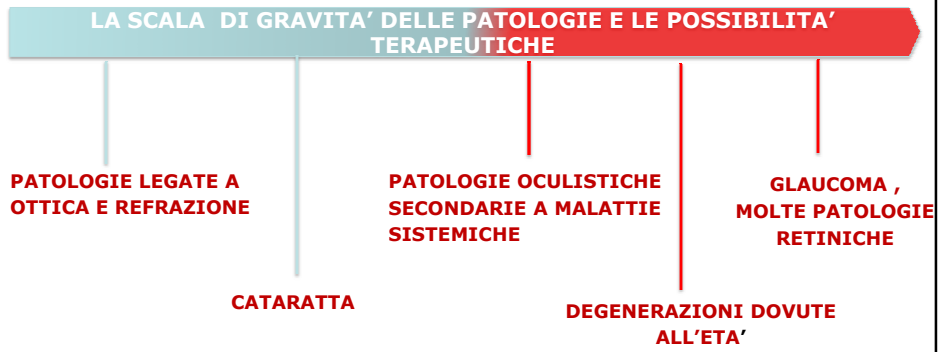 LA SCALA DI GRAVITA’ DELLE PATOLOGIE E LE POSSIBILITA’
TERAPEUTICHE
PATOLOGIE LEGATE A
OTTICA E REFRAZIONE
CATARATTA
PATOLOGIE OCULISTICHE
SECONDARIE A MALATTIE
SISTEMICHE
DEGENERAZIONI DOVUTE
ALL’ETA’
GLAUCOMA ,
MOLTE PATOLOGIE
RETINICHE